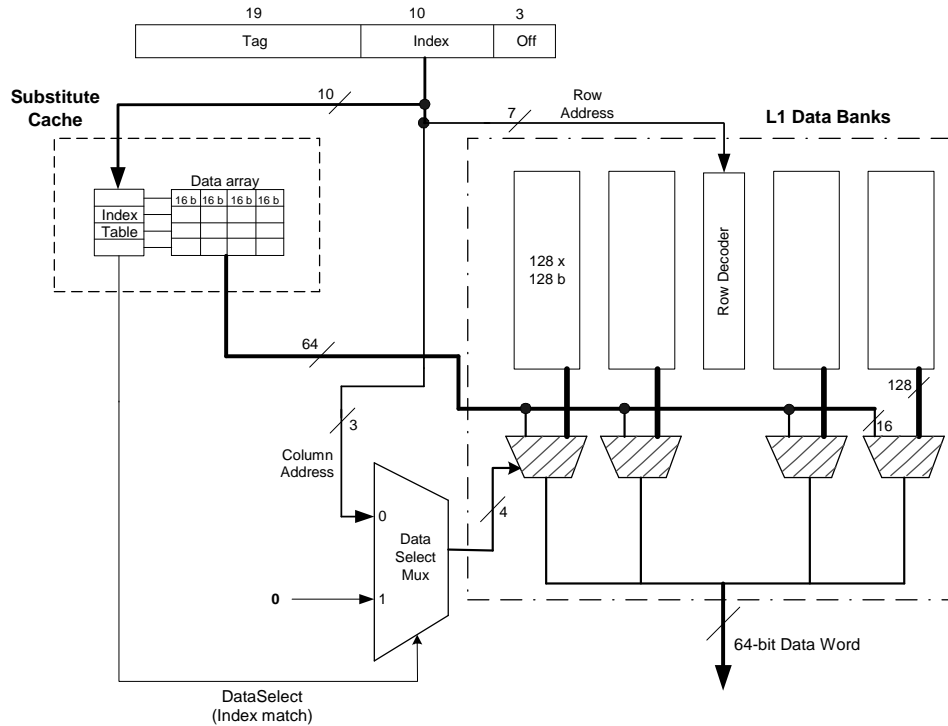 19 10 3
Tag Index Off
Substitute
Cache
10
7
Row
Address
L1 Data Banks
Data array
16 b 16 b 16 b 16 b
Index
Table
128 x
128 b
Row Decoder
64
128
16
3
Column
Address
4
0
Data
Select
Mux
0
1
64-bit Data Word
DataSelect
(Index match)